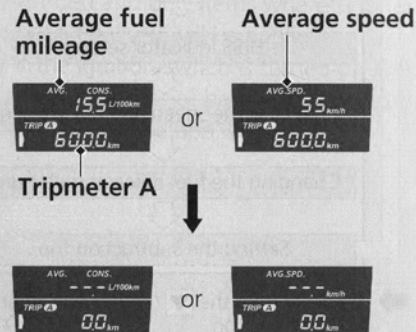 Average fuel mileage
Average speed
AVG. CONS.
15.5 L/100km
TRIP A
600.0 km
or
AVG.SPD.
55 km/h
TRIP A
600.0 km
Tripmeter A
AVG. CONS.
---.- L/100km
TRIP A
0.0 km
or
AVG.SPD.
--- km/h
TRIP A
0.0 km